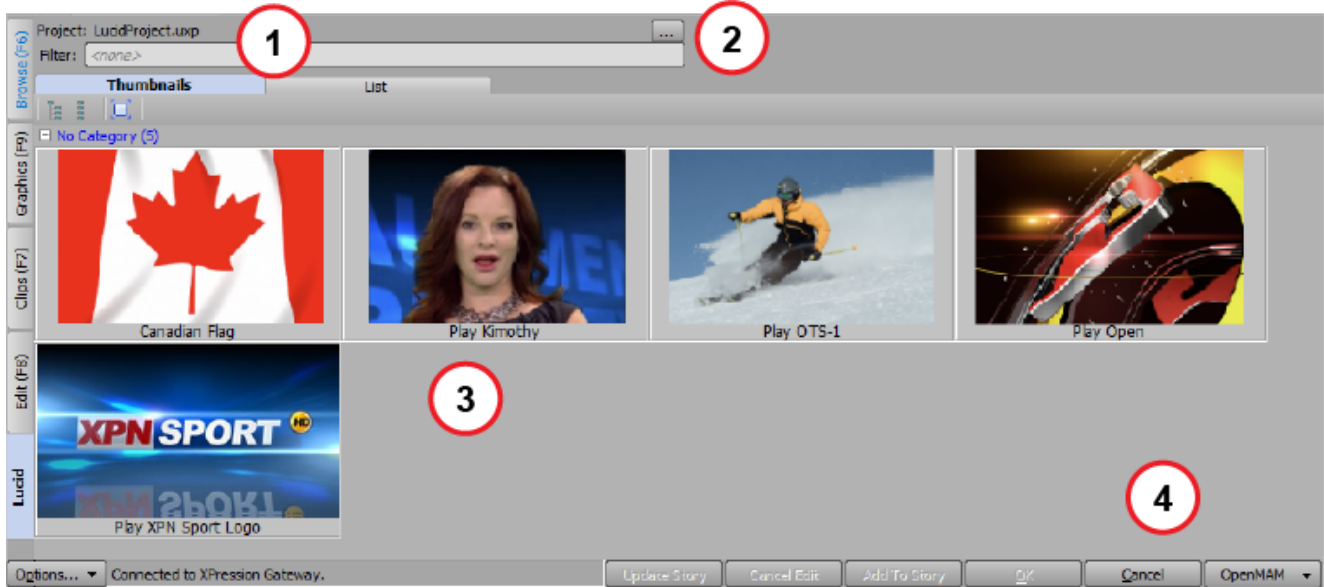 Project: LucidProject.uxp
1
...
2
Filter: <none>
Thumbnails
List
Browse (F6)
No Category (5)
Graphics (F9)
Canadian Flag
Play Kimothy
Play OTS-1
Play Open
Clips (F7)
Edit (F8)
3
XPN SPORT HD
Play XPN Sport Logo
Lucid
4
Options...
Connected to XPression Gateway.
Update Story
Cancel Edit
Add To Story
OK
Cancel
OpenMAM